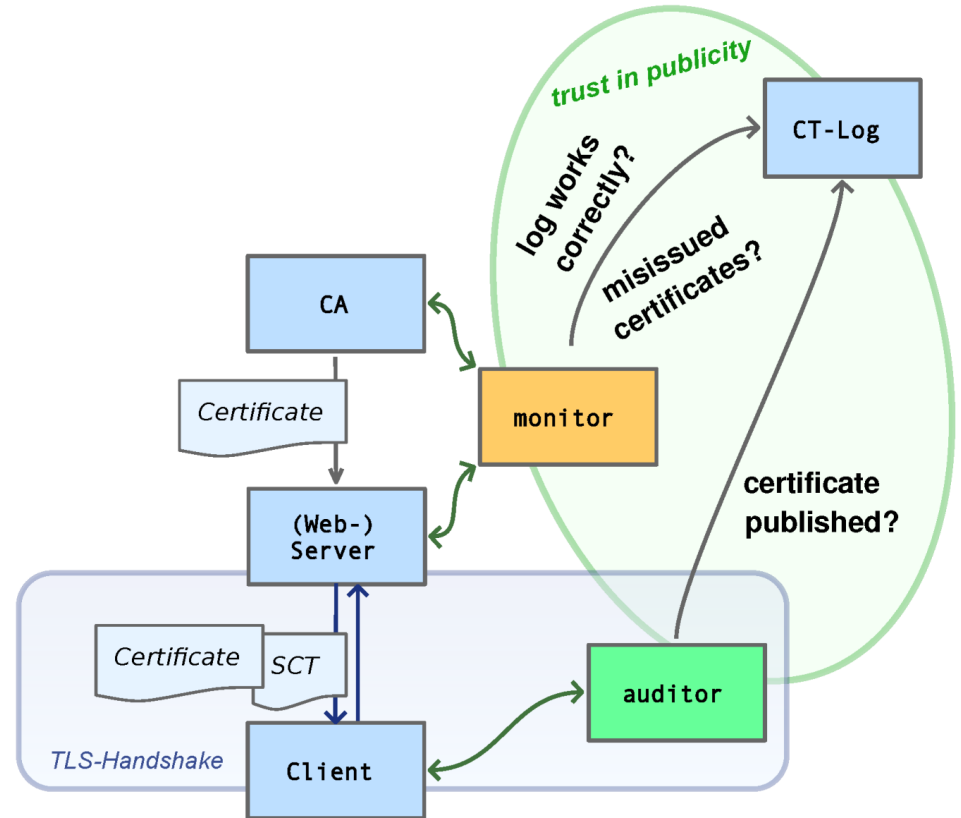 trust in publicity
CT-Log
log works
correctly?
misissued
certificates?
CA
Certificate
monitor
certificate
published?
(Web-)
Server
Certificate
SCT
auditor
TLS-Handshake
Client